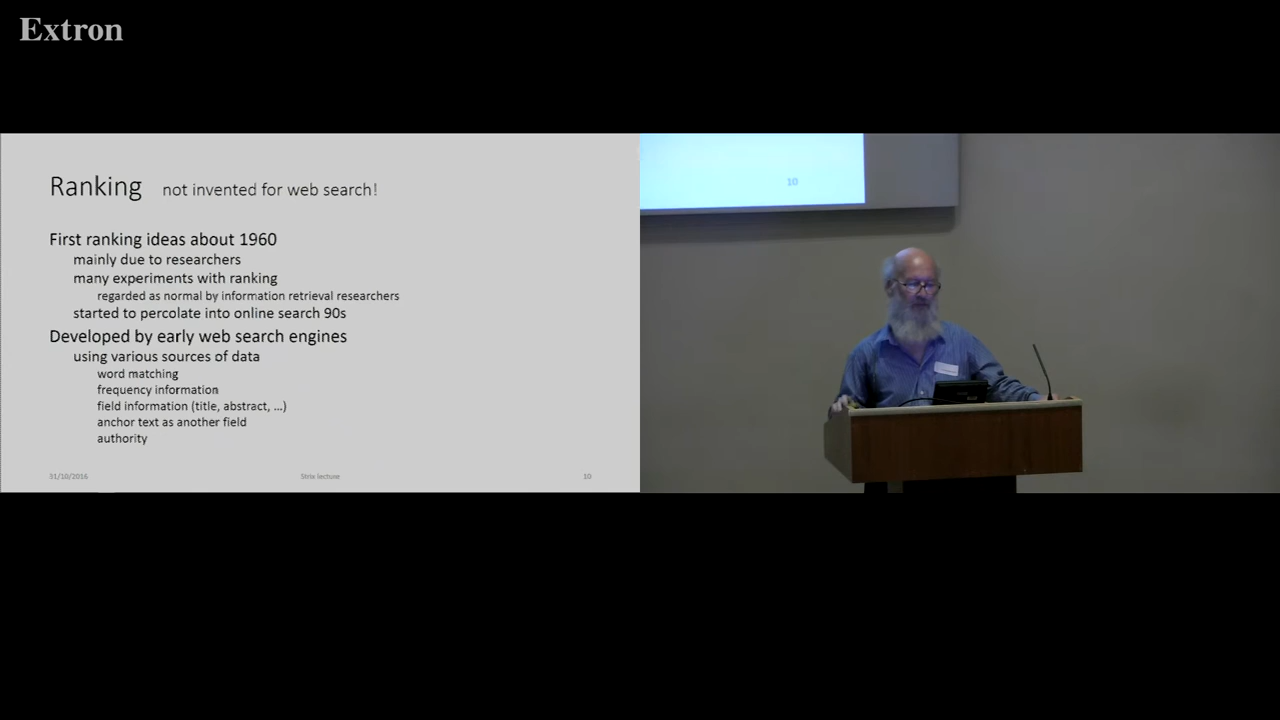 Extron
Ranking not invented for web search!
First ranking ideas about 1960
mainly due to researchers
many experiments with ranking
regarded as normal by information retrieval researchers
started to percolate into online search 90s
Developed by early web search engines
using various sources of data
word matching
frequency information
field information (title, abstract, ...)
anchor text as another field
authority
31/10/2016 Strix lecture 10
10